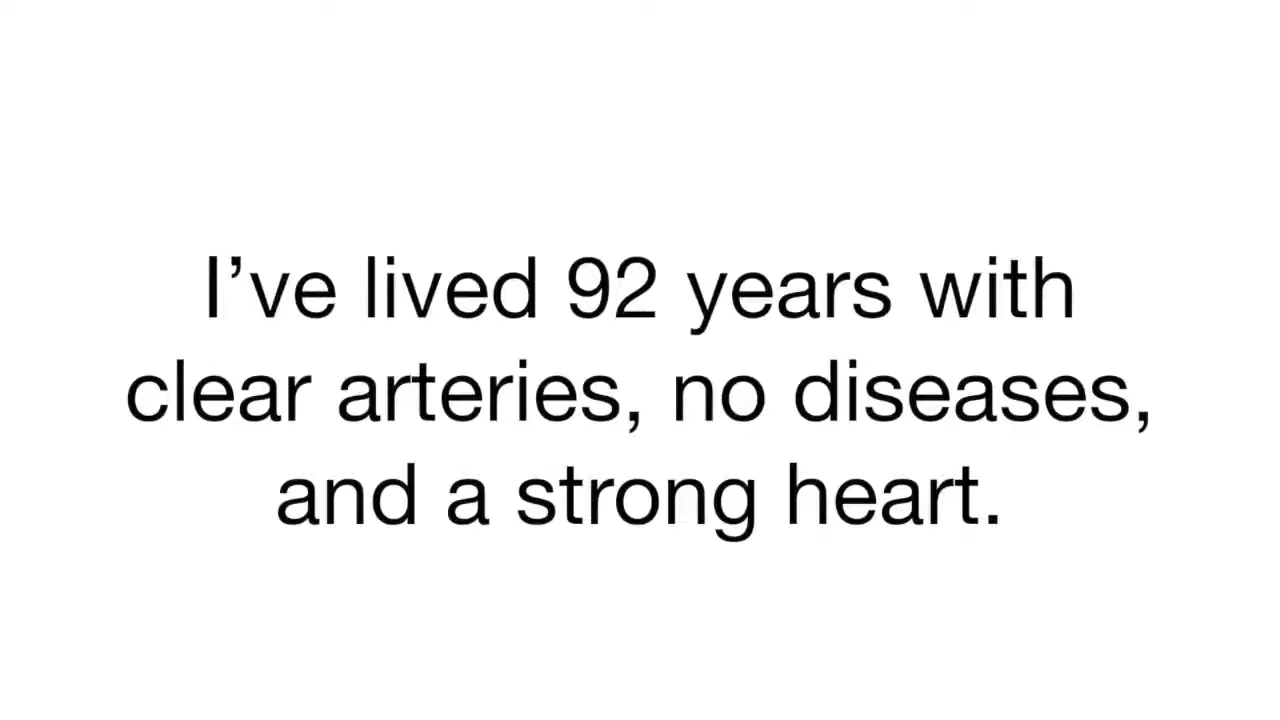 I’ve lived 92 years with
clear arteries, no diseases,
and a strong heart.